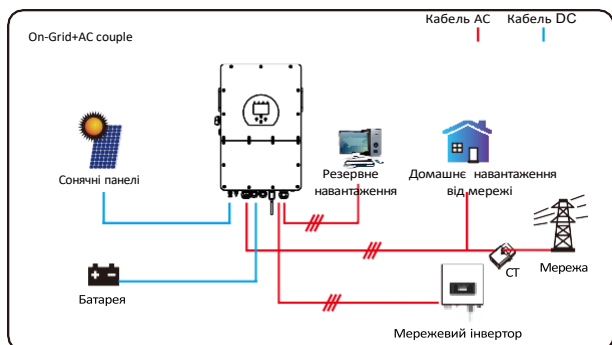 Кабель AC
Кабель DC
On-Grid+AC couple
Сонячні панелі
Резервне
навантаження
Домашнє навантаження
від мережі
CT
Мережа
Батарея
Мережевий інвертор